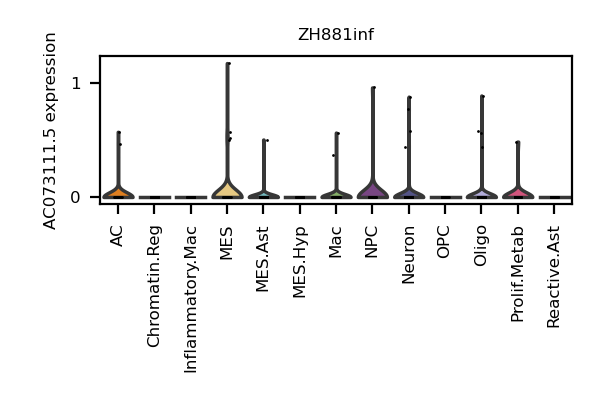 ZH881inf
AC073111.5 expression
1
0
AC
Chromatin.Reg
Inflammatory.Mac
MES
MES.Ast
MES.Hyp
Mac
NPC
Neuron
OPC
Oligo
Prolif.Metab
Reactive.Ast